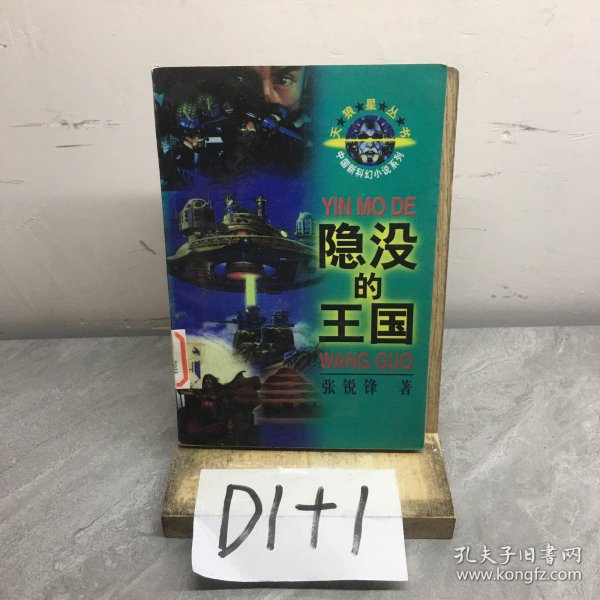 天★狼★星★丛★书
中国新科幻小说系列
YIN MO DE
隐没
的
王国
WANG GUO
张锐锋 著
D1+1
孔夫子旧书网
www.kongfz.com